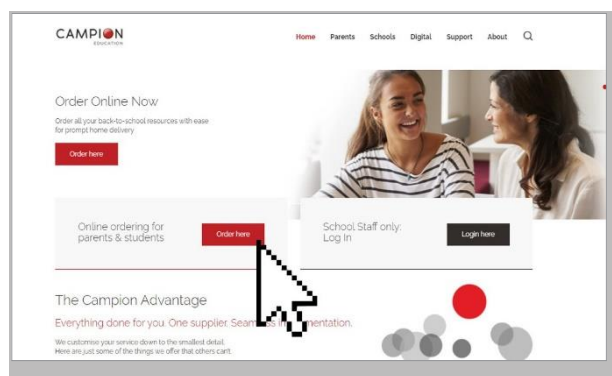 CAMPION
EDUCATION
Home Parents Schools Digital Support About
Order Online Now
Order all your back-to-school resources with ease
for prompt home delivery
Order here
Online ordering for
parents & students
Order here
School Staff only:
Log In
Login here
The Campion Advantage
Everything done for you. One supplier.
We customise your service down to the smallest detail.
Here are just some of the things we offer that others can't.